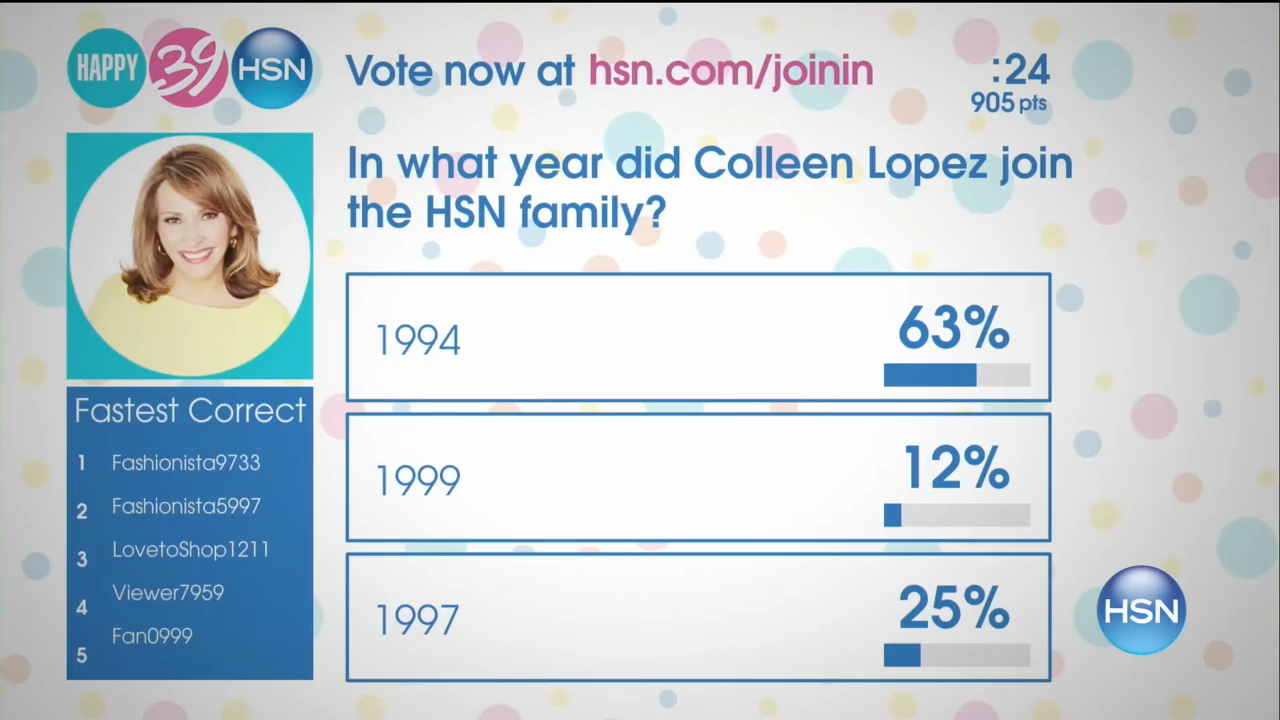 HAPPY 39 HSN
Vote now at hsn.com/joinin
:24
905 pts
In what year did Colleen Lopez join
the HSN family?
1994
63%
1999
12%
1997
25%
Fastest Correct
1 Fashionista9733
2 Fashionista5997
3 LovetoShop1211
4 Viewer7959
5 Fan0999
HSN